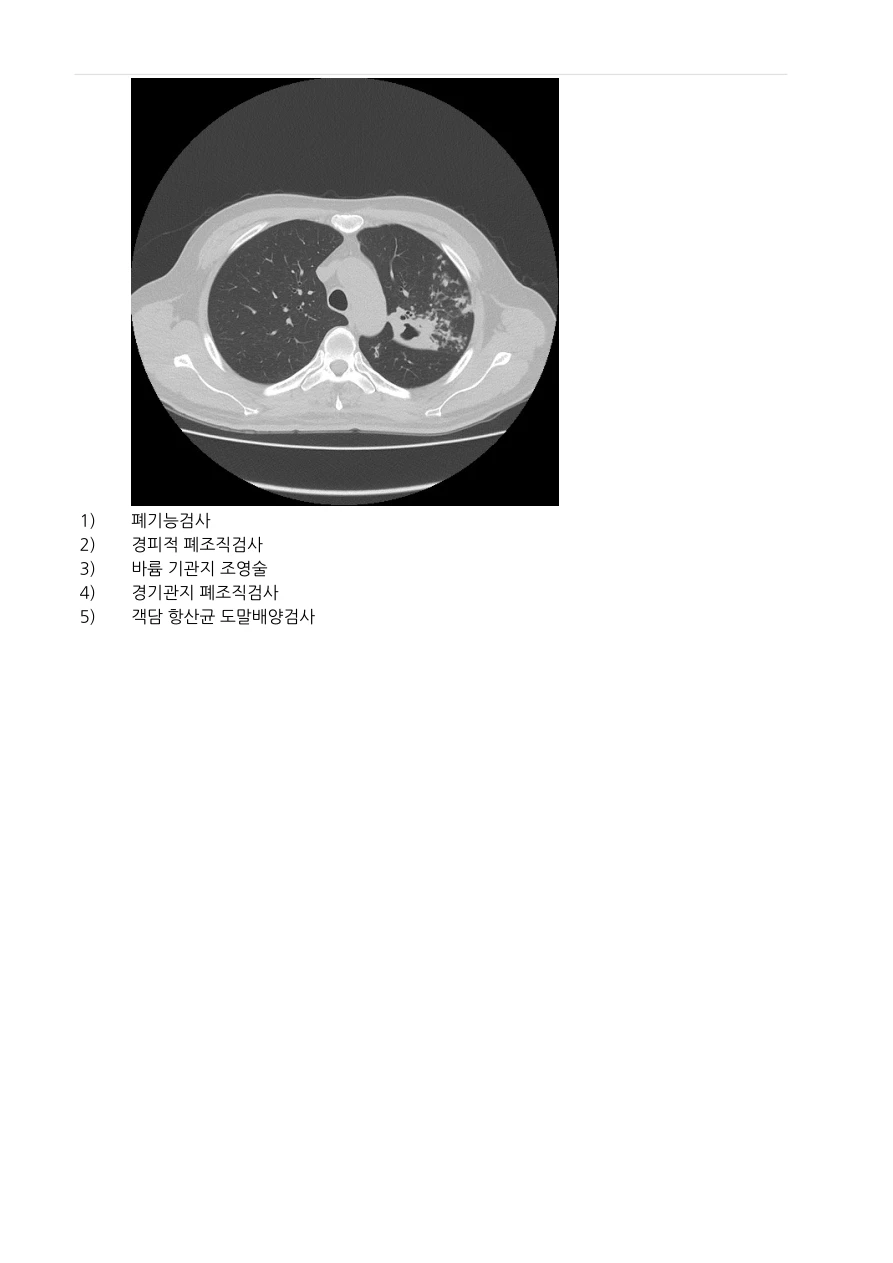 1) 폐기능검사
2) 경피적 폐조직검사
3) 바륨 기관지 조영술
4) 경기관지 폐조직검사
5) 객담 항산균 도말배양검사